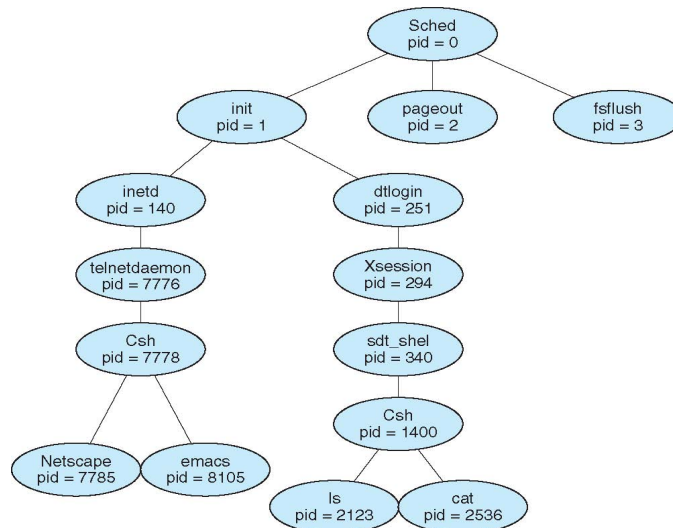 Sched
pid = 0
init
pid = 1
pageout
pid = 2
fsflush
pid = 3
inetd
pid = 140
dtlogin
pid = 251
telnetdaemon
pid = 7776
Xsession
pid = 294
Csh
pid = 7778
sdt_shel
pid = 340
Csh
pid = 1400
Netscape
pid = 7785
emacs
pid = 8105
ls
pid = 2123
cat
pid = 2536